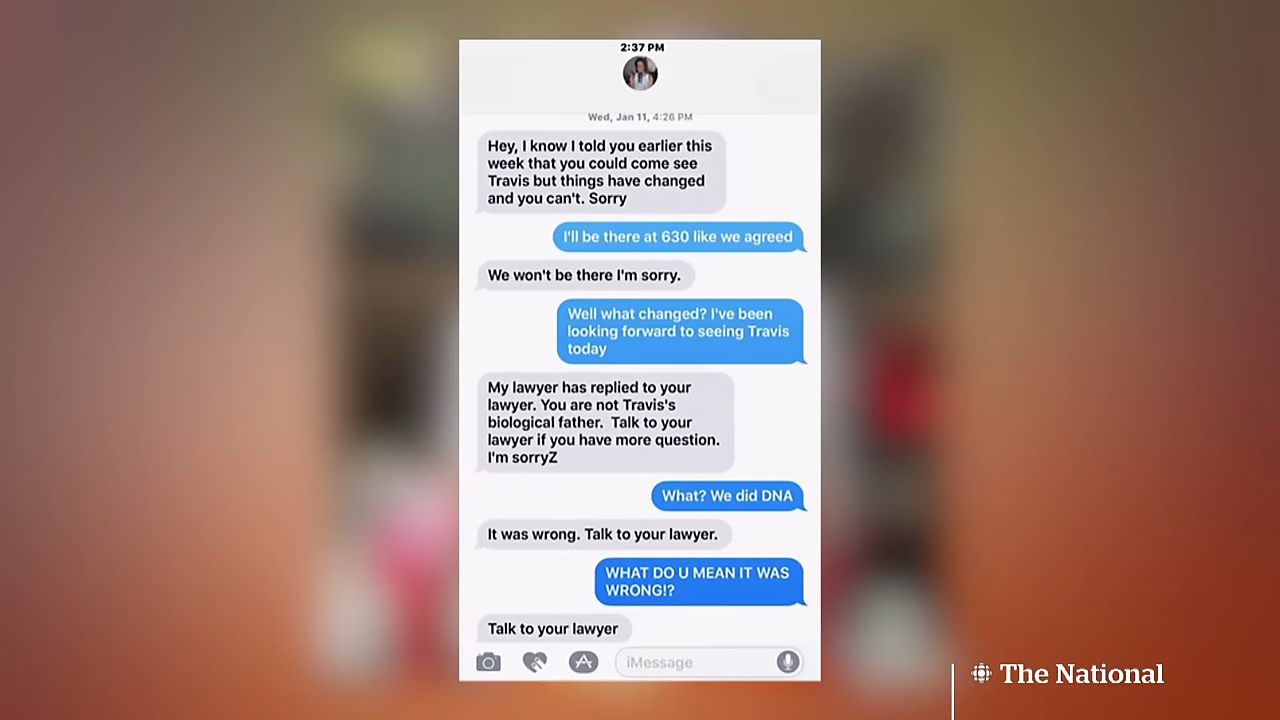 2:37 PM
Wed, Jan 11, 4:26 PM
Hey, I know I told you earlier this
week that you could come see
Travis but things have changed
and you can't. Sorry
I'll be there at 630 like we agreed
We won't be there I'm sorry.
Well what changed? I've been
looking forward to seeing Travis
today
My lawyer has replied to your
lawyer. You are not Travis's
biological father.  Talk to your
lawyer if you have more question.
I'm sorryZ
What? We did DNA
It was wrong. Talk to your lawyer.
WHAT DO U MEAN IT WAS
WRONG!?
Talk to your lawyer
iMessage
The National